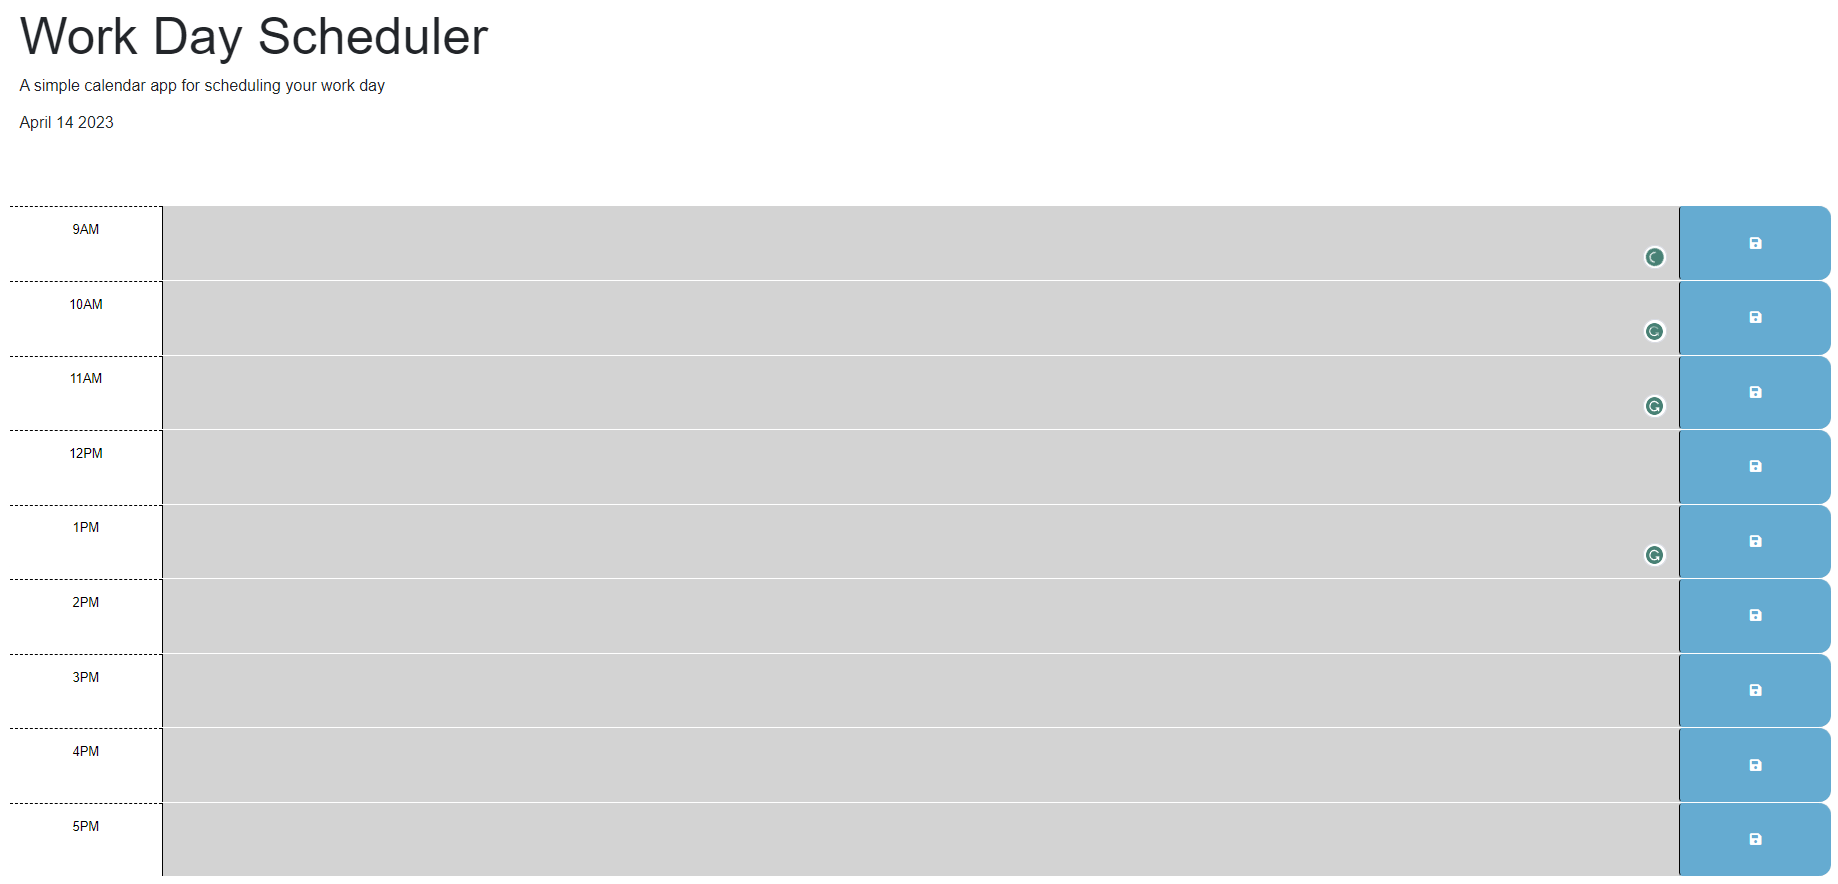 Work Day Scheduler
A simple calendar app for scheduling your work day
April 14 2023
9AM
10AM
11AM
12PM
1PM
2PM
3PM
4PM
5PM